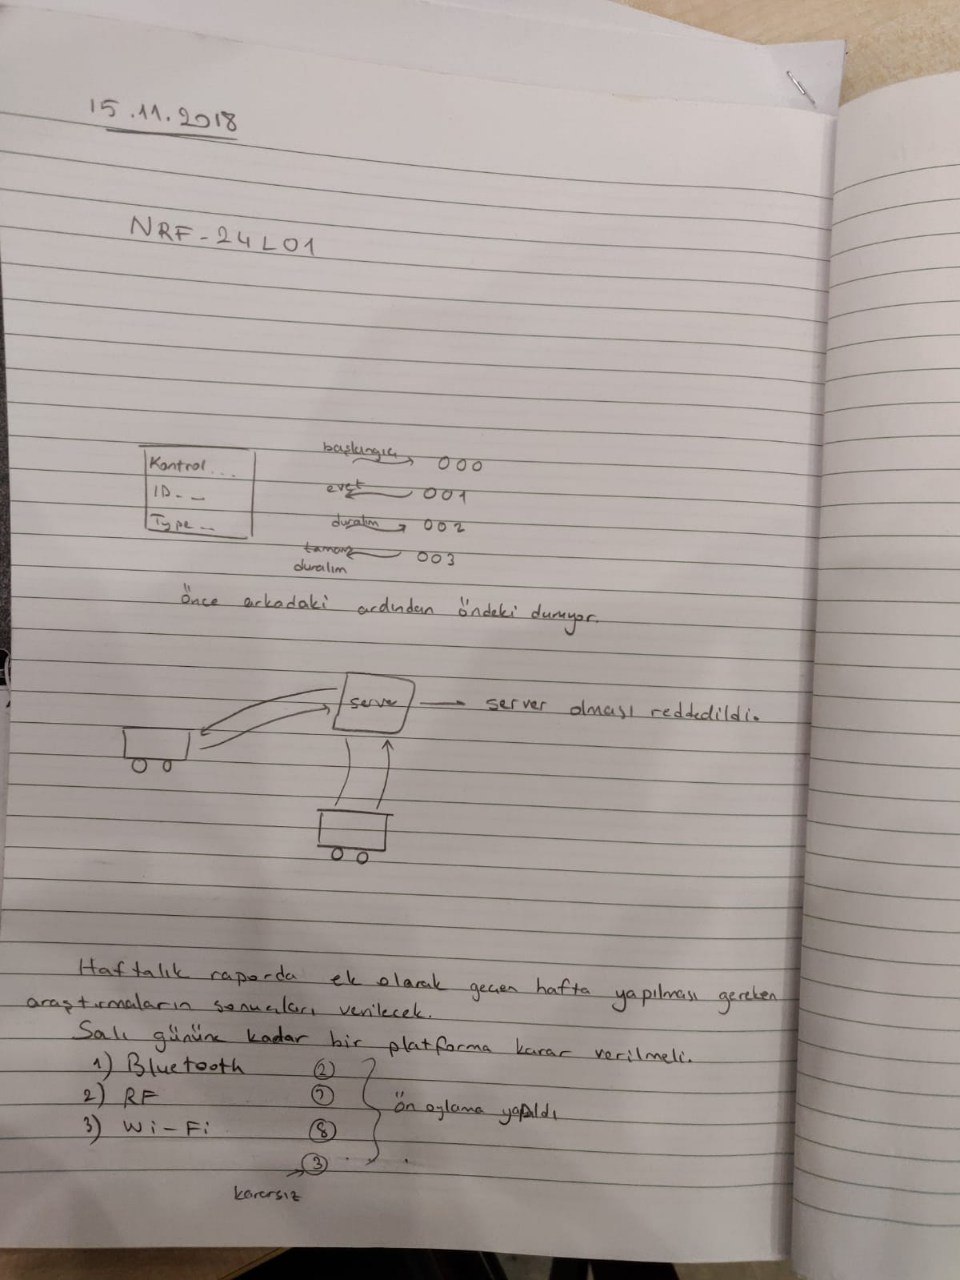 15.11.2018
NRF-24L01
Kontrol...
ID- _
Type _
başlangıç 000
evet 001
duralım 002
tamam 003
duralım
önce arkadaki ardından öndeki duruyor.
server
server olması reddedildi.
Haftalık raporda ek olarak geçen hafta yapılması gereken
araştırmaların sonuçları verilecek.
Salı gününe kadar bir platforma karar verilmeli.
1) Bluetooth 2
2) RF 7
3) Wi-Fi 8
ön oylama yapıldı
3
kararsız